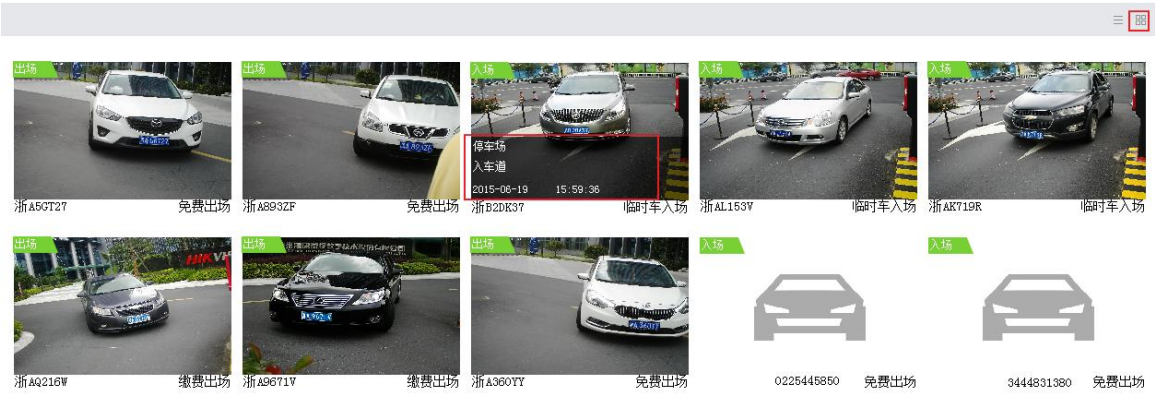 出场
出场
入场
入场
入场
停车场
入车道
2015-06-19 15:59:36
浙A5GT27 免费出场
浙A893ZF 免费出场
浙B2DK37 临时车入场
浙AL153V 临时车入场
浙AK719R 临时车入场
出场
出场
出场
入场
入场
HIKVI
浙AQ216W 缴费出场
浙A9671V 缴费出场
浙A360YY 免费出场
0225445850 免费出场
3444831380 免费出场